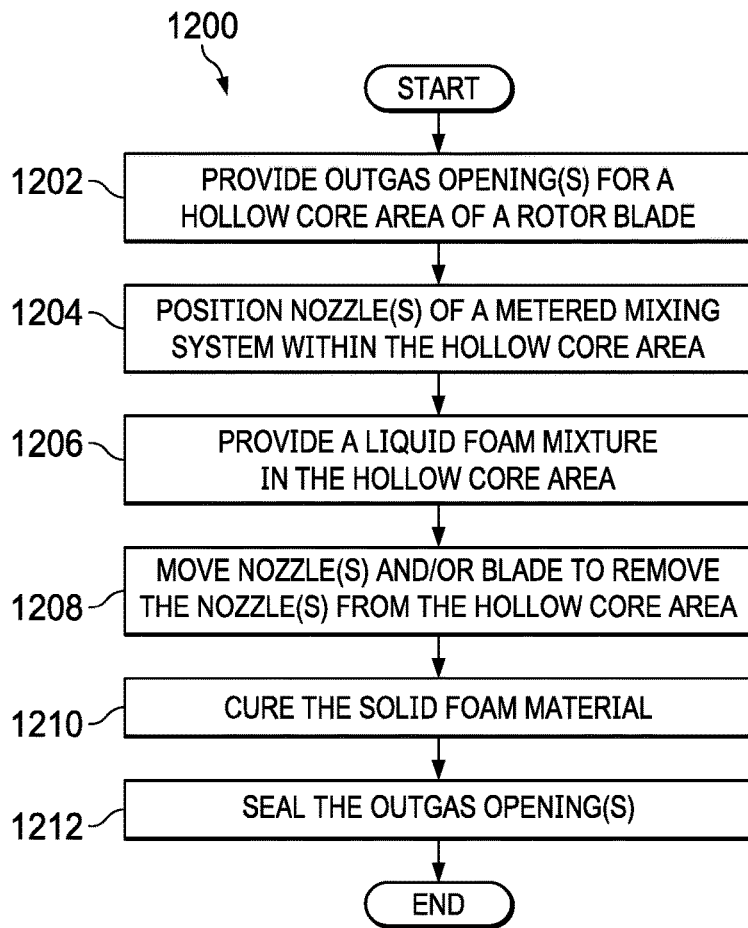 1200
START
1202
PROVIDE OUTGAS OPENING(S) FOR A
HOLLOW CORE AREA OF A ROTOR BLADE
1204
POSITION NOZZLE(S) OF A METERED MIXING
SYSTEM WITHIN THE HOLLOW CORE AREA
1206
PROVIDE A LIQUID FOAM MIXTURE
IN THE HOLLOW CORE AREA
1208
MOVE NOZZLE(S) AND/OR BLADE TO REMOVE
THE NOZZLE(S) FROM THE HOLLOW CORE AREA
1210
CURE THE SOLID FOAM MATERIAL
1212
SEAL THE OUTGAS OPENING(S)
END